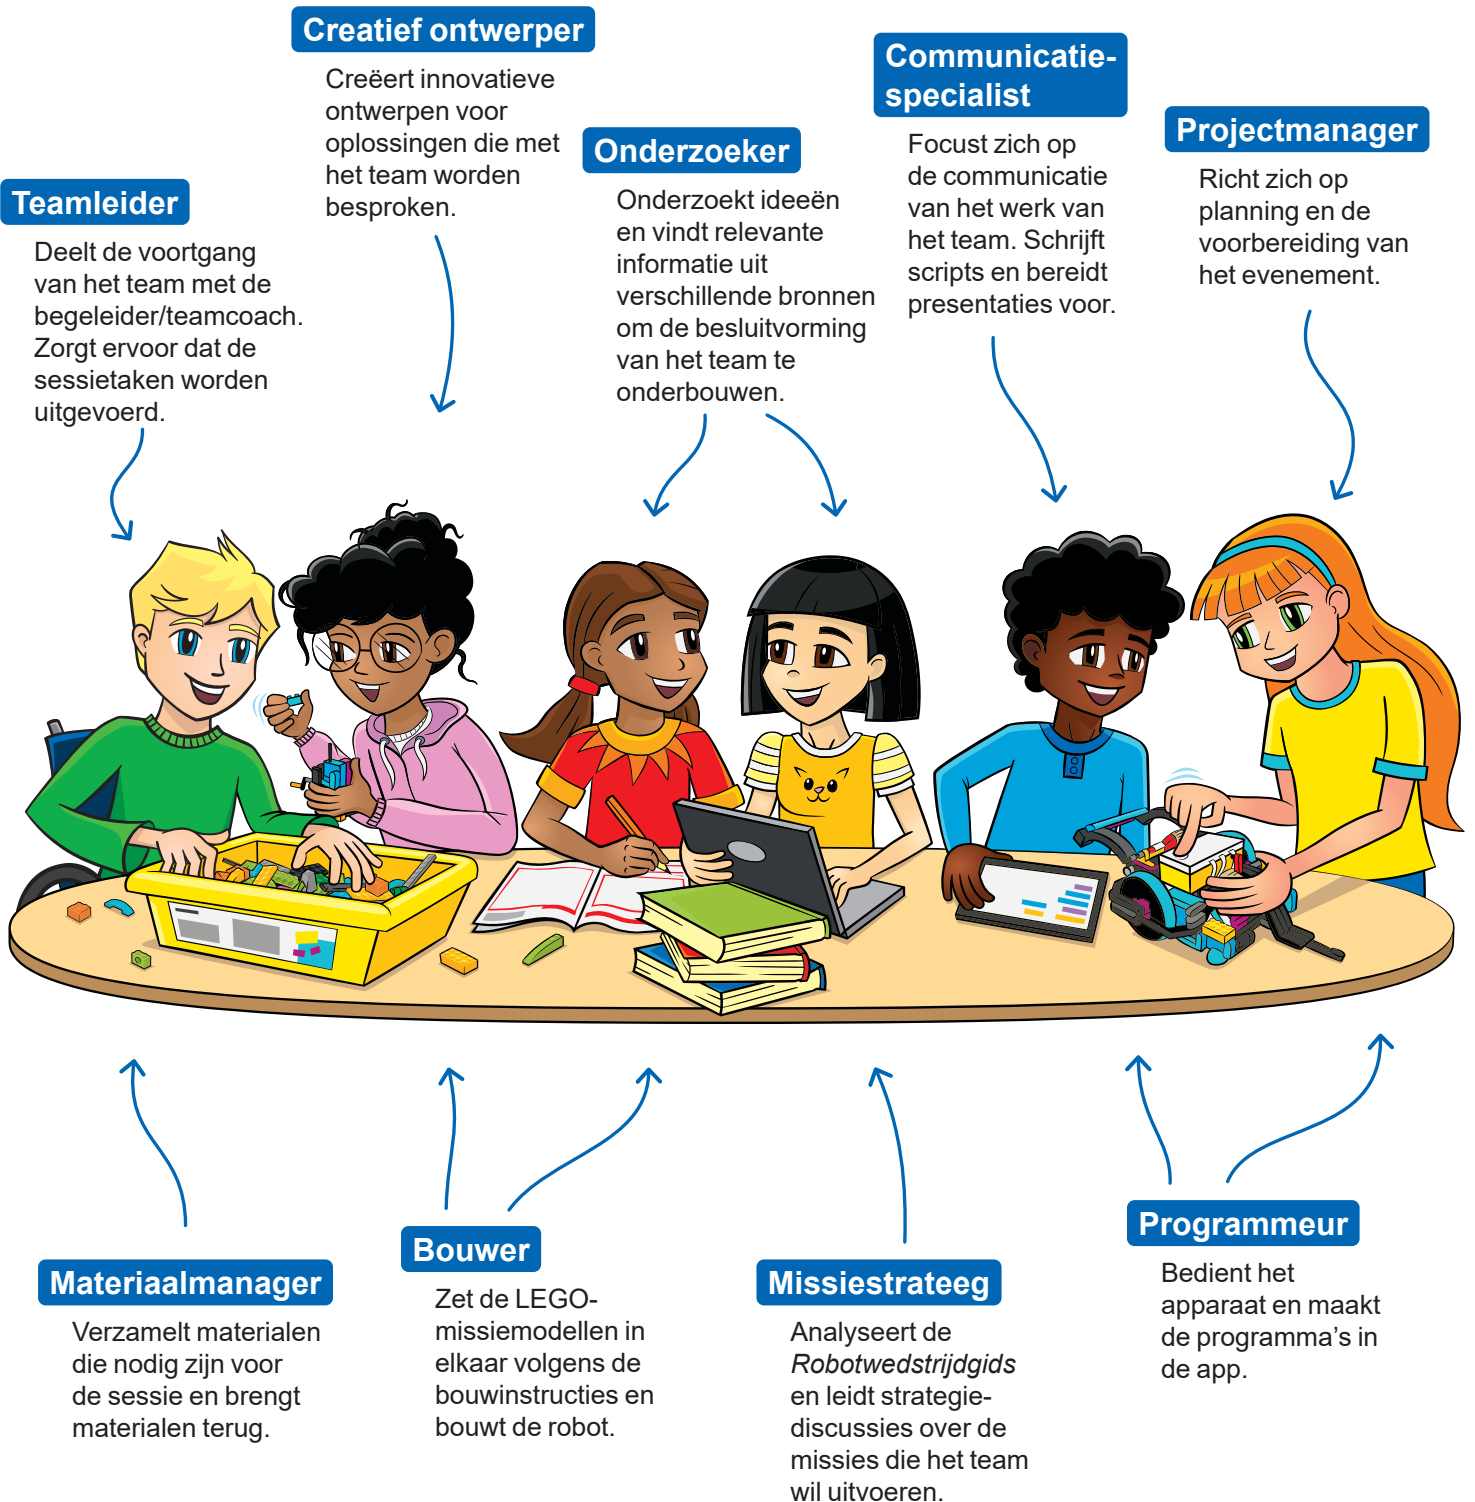 Creatief ontwerper
Creëert innovatieve
ontwerpen voor
oplossingen die met
het team worden
besproken.
Communicatie-
specialist
Focust zich op
de communicatie
van het werk van
het team. Schrijft
scripts en bereidt
presentaties voor.
Projectmanager
Richt zich op
planning en de
voorbereiding van
het evenement.
Onderzoeker
Onderzoekt ideeën
en vindt relevante
informatie uit
verschillende bronnen
om de besluitvorming
van het team te
onderbouwen.
Teamleider
Deelt de voortgang
van het team met de
begeleider/teamcoach.
Zorgt ervoor dat de
sessietaken worden
uitgevoerd.
Materiaalmanager
Verzamelt materialen
die nodig zijn voor
de sessie en brengt
materialen terug.
Bouwer
Zet de LEGO-
missiemodellen in
elkaar volgens de
bouwinstructies en
bouwt de robot.
Missiestrateeg
Analyseert de
Robotwedstrijdgids
en leidt strategie-
discussies over de
missies die het team
wil uitvoeren.
Programmeur
Bedient het
apparaat en maakt
de programma's in
de app.